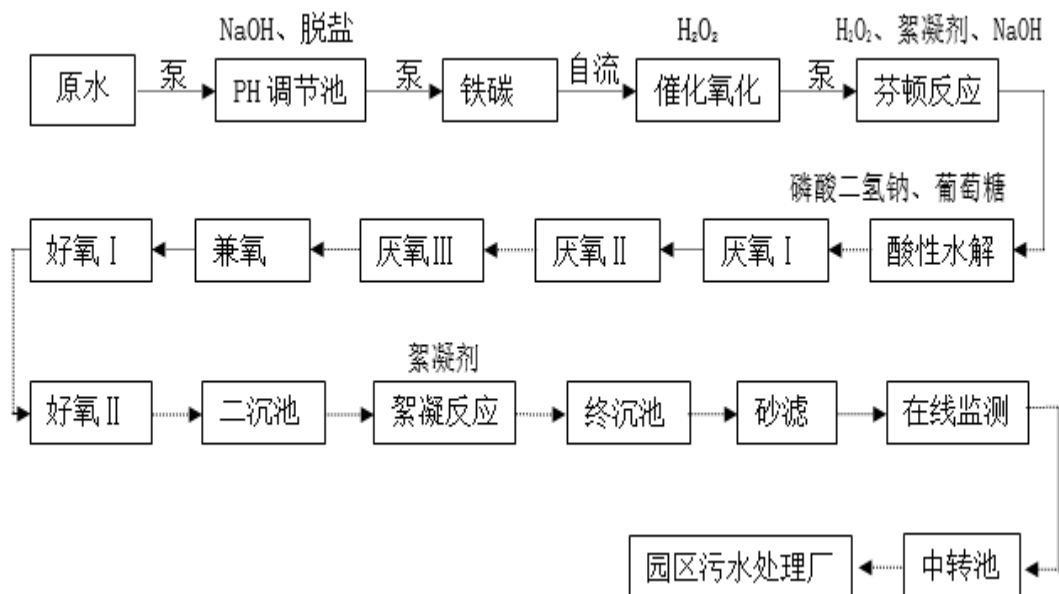 NaOH、脱盐
H₂O₂
H₂O₂、絮凝剂、NaOH
原水
泵
PH 调节池
泵
铁碳
自流
催化氧化
泵
芬顿反应
磷酸二氢钠、葡萄糖
好氧Ⅰ
兼氧
厌氧Ⅲ
厌氧Ⅱ
厌氧Ⅰ
酸性水解
絮凝剂
好氧Ⅱ
二沉池
絮凝反应
终沉池
砂滤
在线监测
园区污水处理厂
中转池